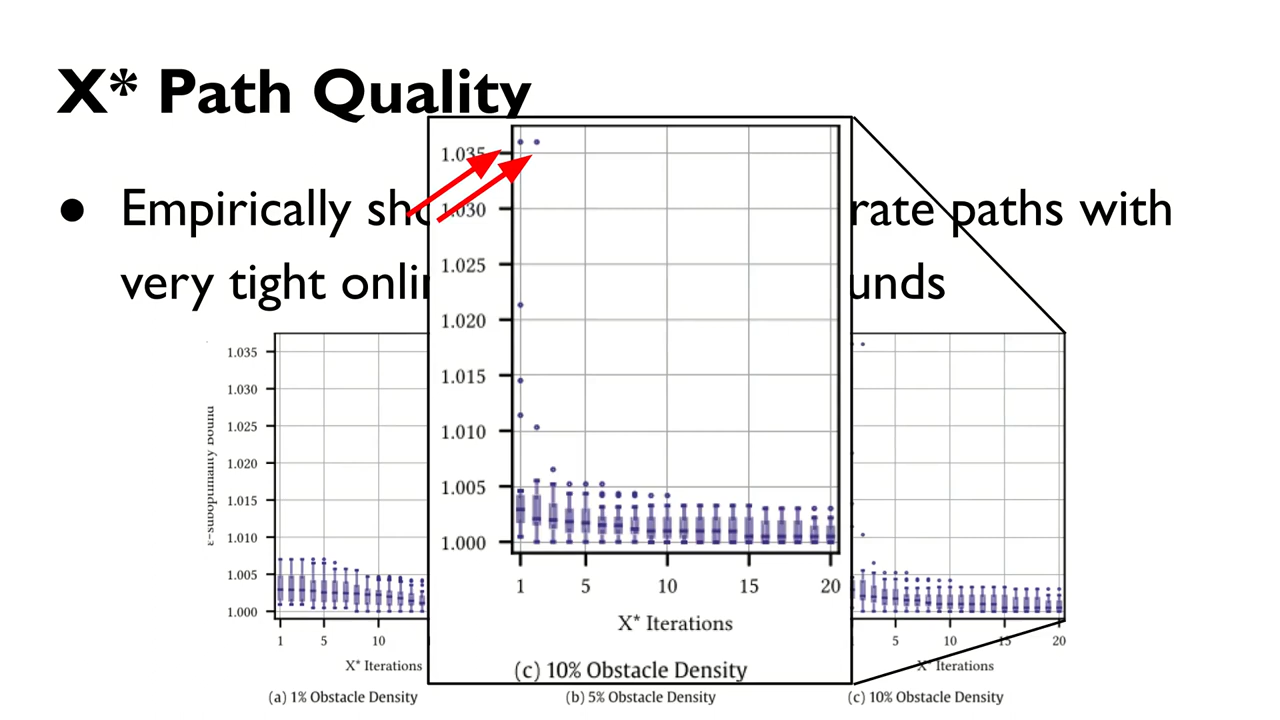 X* Path Quality
● Empirically rate paths with
very tight unds
1.035
1.030
1.025
1.020
1.015
1.010
1.005
1.000
1 5 10 15 20
X* Iterations
(c) 10% Obstacle Density
1.035
1.030
1.025
1.020
1.015
1.010
1.005
1.000
ε-suboptimality Bound
1 5 10
X* Iterations
(a) 1% Obstacle Density
(b) 5% Obstacle Density
5 10 15 20
X* Iterations
(c) 10% Obstacle Density